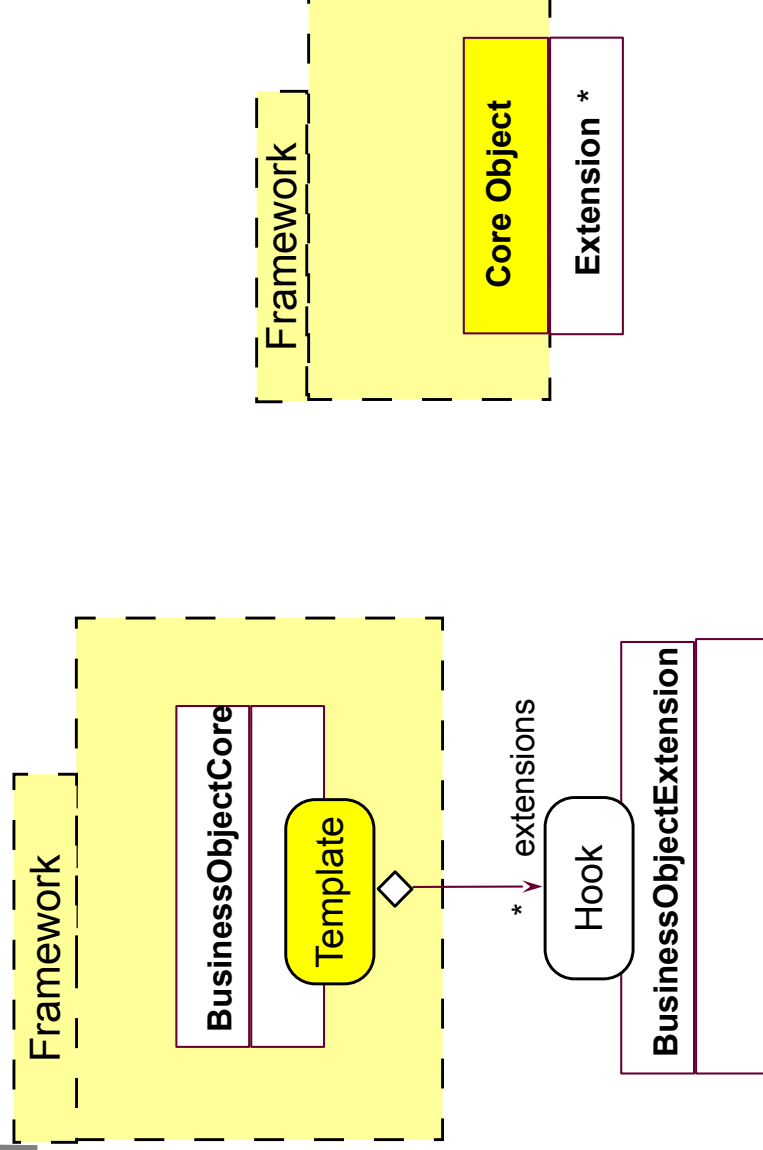 Framework
BusinessObjectCore
Template
* extensions
Hook
BusinessObjectExtension
Framework
Core Object
Extension *